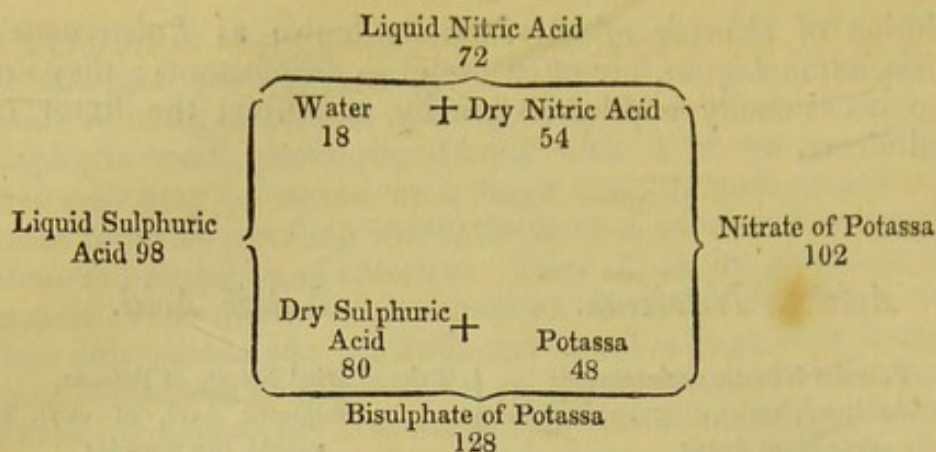 Liquid Nitric Acid
72
Water + Dry Nitric Acid
18 54
Liquid Sulphuric
Acid 98
Nitrate of Potassa
102
Dry Sulphuric
Acid + Potassa
80 48
Bisulphate of Potassa
128